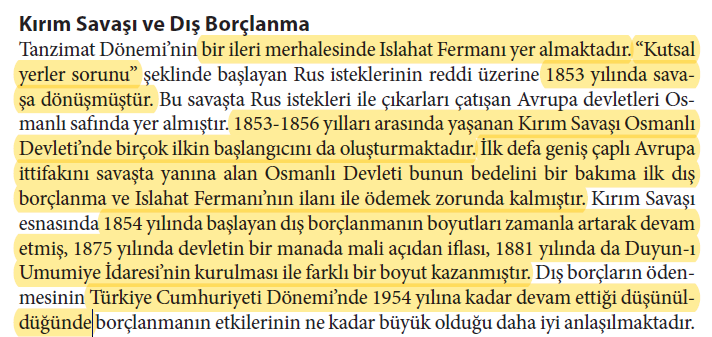 Kırım Savaşı ve Dış Borçlanma
Tanzimat Dönemi’nin bir ileri merhalesinde Islahat Fermanı yer almaktadır. “Kutsal
yerler sorunu” şeklinde başlayan Rus isteklerinin reddi üzerine 1853 yılında sava-
şa dönüşmüştür. Bu savaşta Rus istekleri ile çıkarları çatışan Avrupa devletleri Os-
manlı safında yer almıştır. 1853-1856 yılları arasında yaşanan Kırım Savaşı Osmanlı
Devleti’nde birçok ilkin başlangıcını da oluşturmaktadır. İlk defa geniş çaplı Avrupa
ittifakını savaşta yanına alan Osmanlı Devleti bunun bedelini bir bakıma ilk dış
borçlanma ve Islahat Fermanı’nın ilanı ile ödemek zorunda kalmıştır. Kırım Savaşı
esnasında 1854 yılında başlayan dış borçlanmanın boyutları zamanla artarak devam
etmiş, 1875 yılında devletin bir manada mali açıdan iflası, 1881 yılında da Duyun-ı
Umumiye İdaresi’nin kurulması ile farklı bir boyut kazanmıştır. Dış borçların öden-
mesinin Türkiye Cumhuriyeti Dönemi’nde 1954 yılına kadar devam ettiği düşünül-
düğünde borçlanmanın etkilerinin ne kadar büyük olduğu daha iyi anlaşılmaktadır.